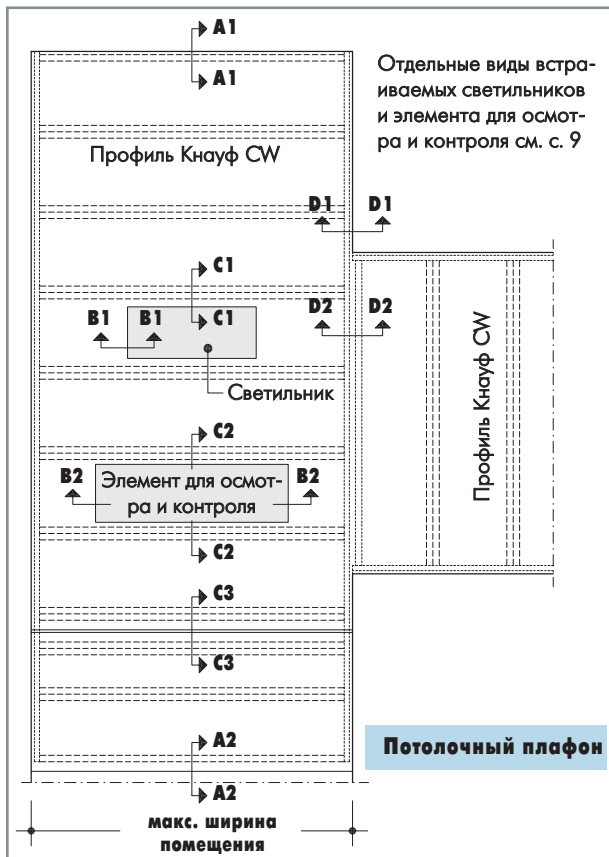 A1
A1
Отдельные виды встра-
иваемых светильников
и элемента для осмот-
ра и контроля см. с. 9
Профиль Кнауф CW
D1 D1
C1
B1 B1 C1
D2 D2
Светильник
Профиль Кнауф CW
C2
B2 B2
Элемент для осмот-
ра и контроля
C2
C3
C3
A2
Потолочный плафон
A2
макс. ширина
помещения